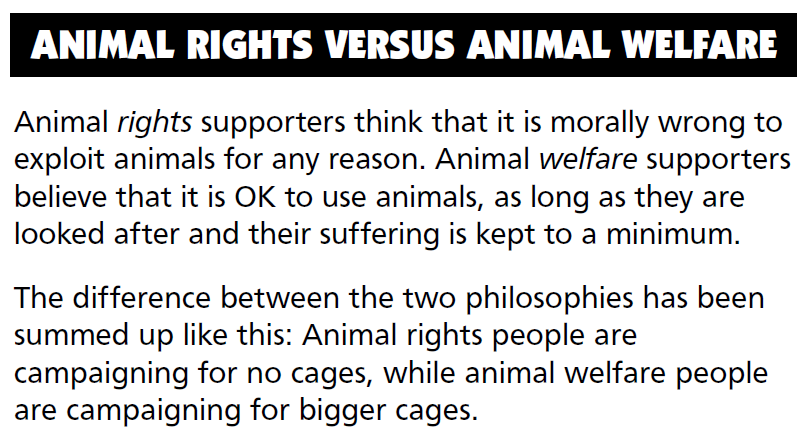 ANIMAL RIGHTS VERSUS ANIMAL WELFARE
Animal rights supporters think that it is morally wrong to
exploit animals for any reason. Animal welfare supporters
believe that it is OK to use animals, as long as they are
looked after and their suffering is kept to a minimum.
The difference between the two philosophies has been
summed up like this: Animal rights people are
campaigning for no cages, while animal welfare people
are campaigning for bigger cages.